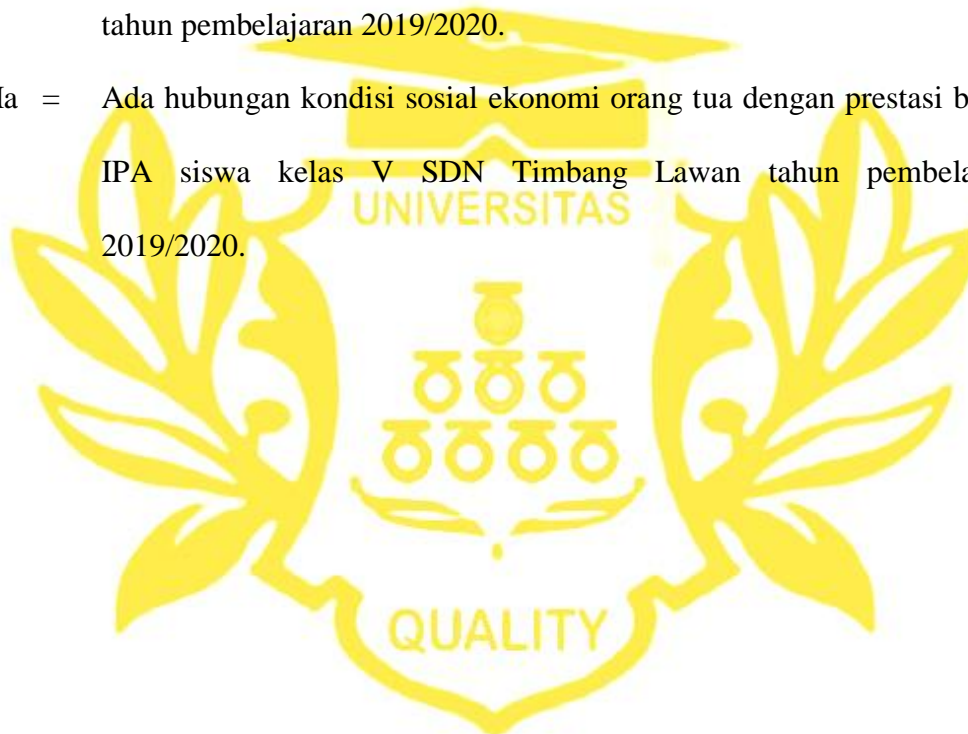 tahun pembelajaran 2019/2020.
= Ada hubungan kondisi sosial ekonomi orang tua dengan prestasi
IPA siswa kelas V SDN Timbang Lawan tahun
2019/2020.
UNIVERSITAS
QUALITY